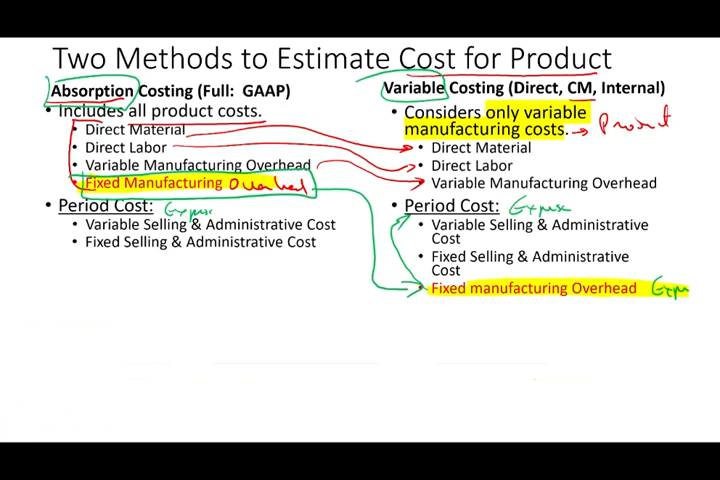 Two Methods to Estimate Cost for Product
Absorption Costing (Full: GAAP)
• Includes all product costs.
• Direct Material
• Direct Labor
• Variable Manufacturing Overhead
• Fixed Manufacturing Overhead
• Period Cost: Expense
• Variable Selling & Administrative Cost
• Fixed Selling & Administrative Cost
Variable Costing (Direct, CM, Internal)
• Considers only variable
manufacturing costs. → Product
• Direct Material
• Direct Labor
• Variable Manufacturing Overhead
• Period Cost: Expense
• Variable Selling & Administrative
Cost
• Fixed Selling & Administrative
Cost
• Fixed manufacturing Overhead